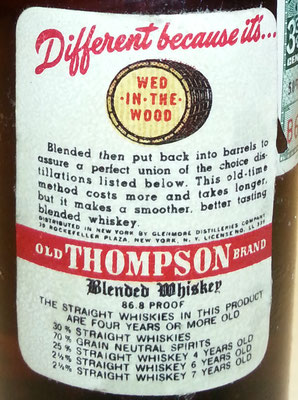 Different because it's...
WED
·IN·THE·
WOOD
Blended then put back into barrels to
assure a perfect union of the choice dis-
tillations listed below. This old-time
method costs more and takes longer,
but it makes a smoother, better tasting
blended whiskey.
DISTRIBUTED IN NEW YORK BY GLENMORE DISTILLERIES COMPANY
30 ROCKEFELLER PLAZA, NEW YORK, N. Y. LICENSE NO. LL
OLD THOMPSON BRAND
Blended Whiskey
86.8 PROOF
THE STRAIGHT WHISKIES IN THIS PRODUCT
ARE FOUR YEARS OR MORE OLD
30% STRAIGHT WHISKIES
70% GRAIN NEUTRAL SPIRITS
25% STRAIGHT WHISKEY 4 YEARS OLD
2½% STRAIGHT WHISKEY 6 YEARS OLD
2½% STRAIGHT WHISKEY 7 YEARS OLD